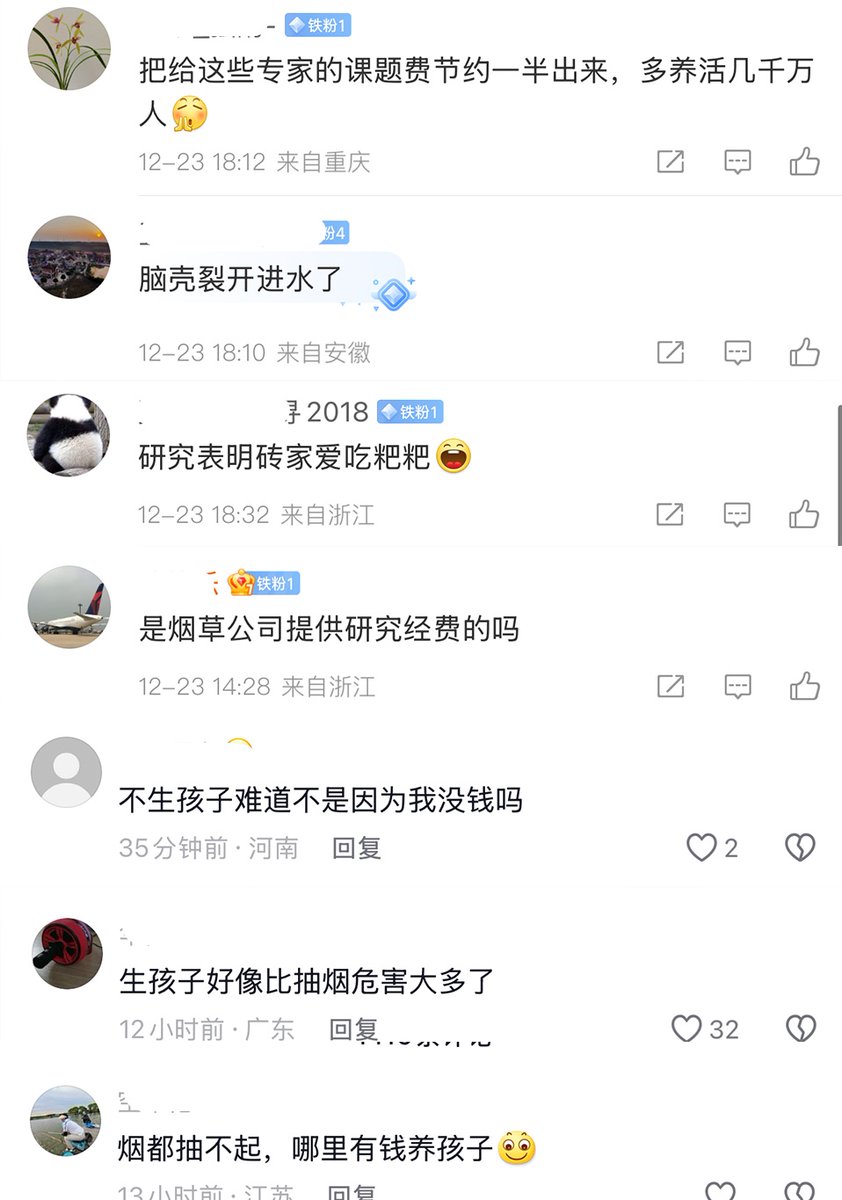 铁粉1
把给这些专家的课题费节约一半出来，多养活几千万
人
12-23 18:12 来自重庆
粉4
脑壳裂开进水了
12-23 18:10 来自安徽
2018 铁粉1
研究表明砖家爱吃粑粑
12-23 18:32 来自浙江
铁粉1
是烟草公司提供研究经费的吗
12-23 14:28 来自浙江
不生孩子难道不是因为我没钱吗
35分钟前·河南 回复 2
生孩子好像比抽烟危害大多了
12小时前·广东 回复 32
烟都抽不起，哪里有钱养孩子
13小时前·江苏 回复